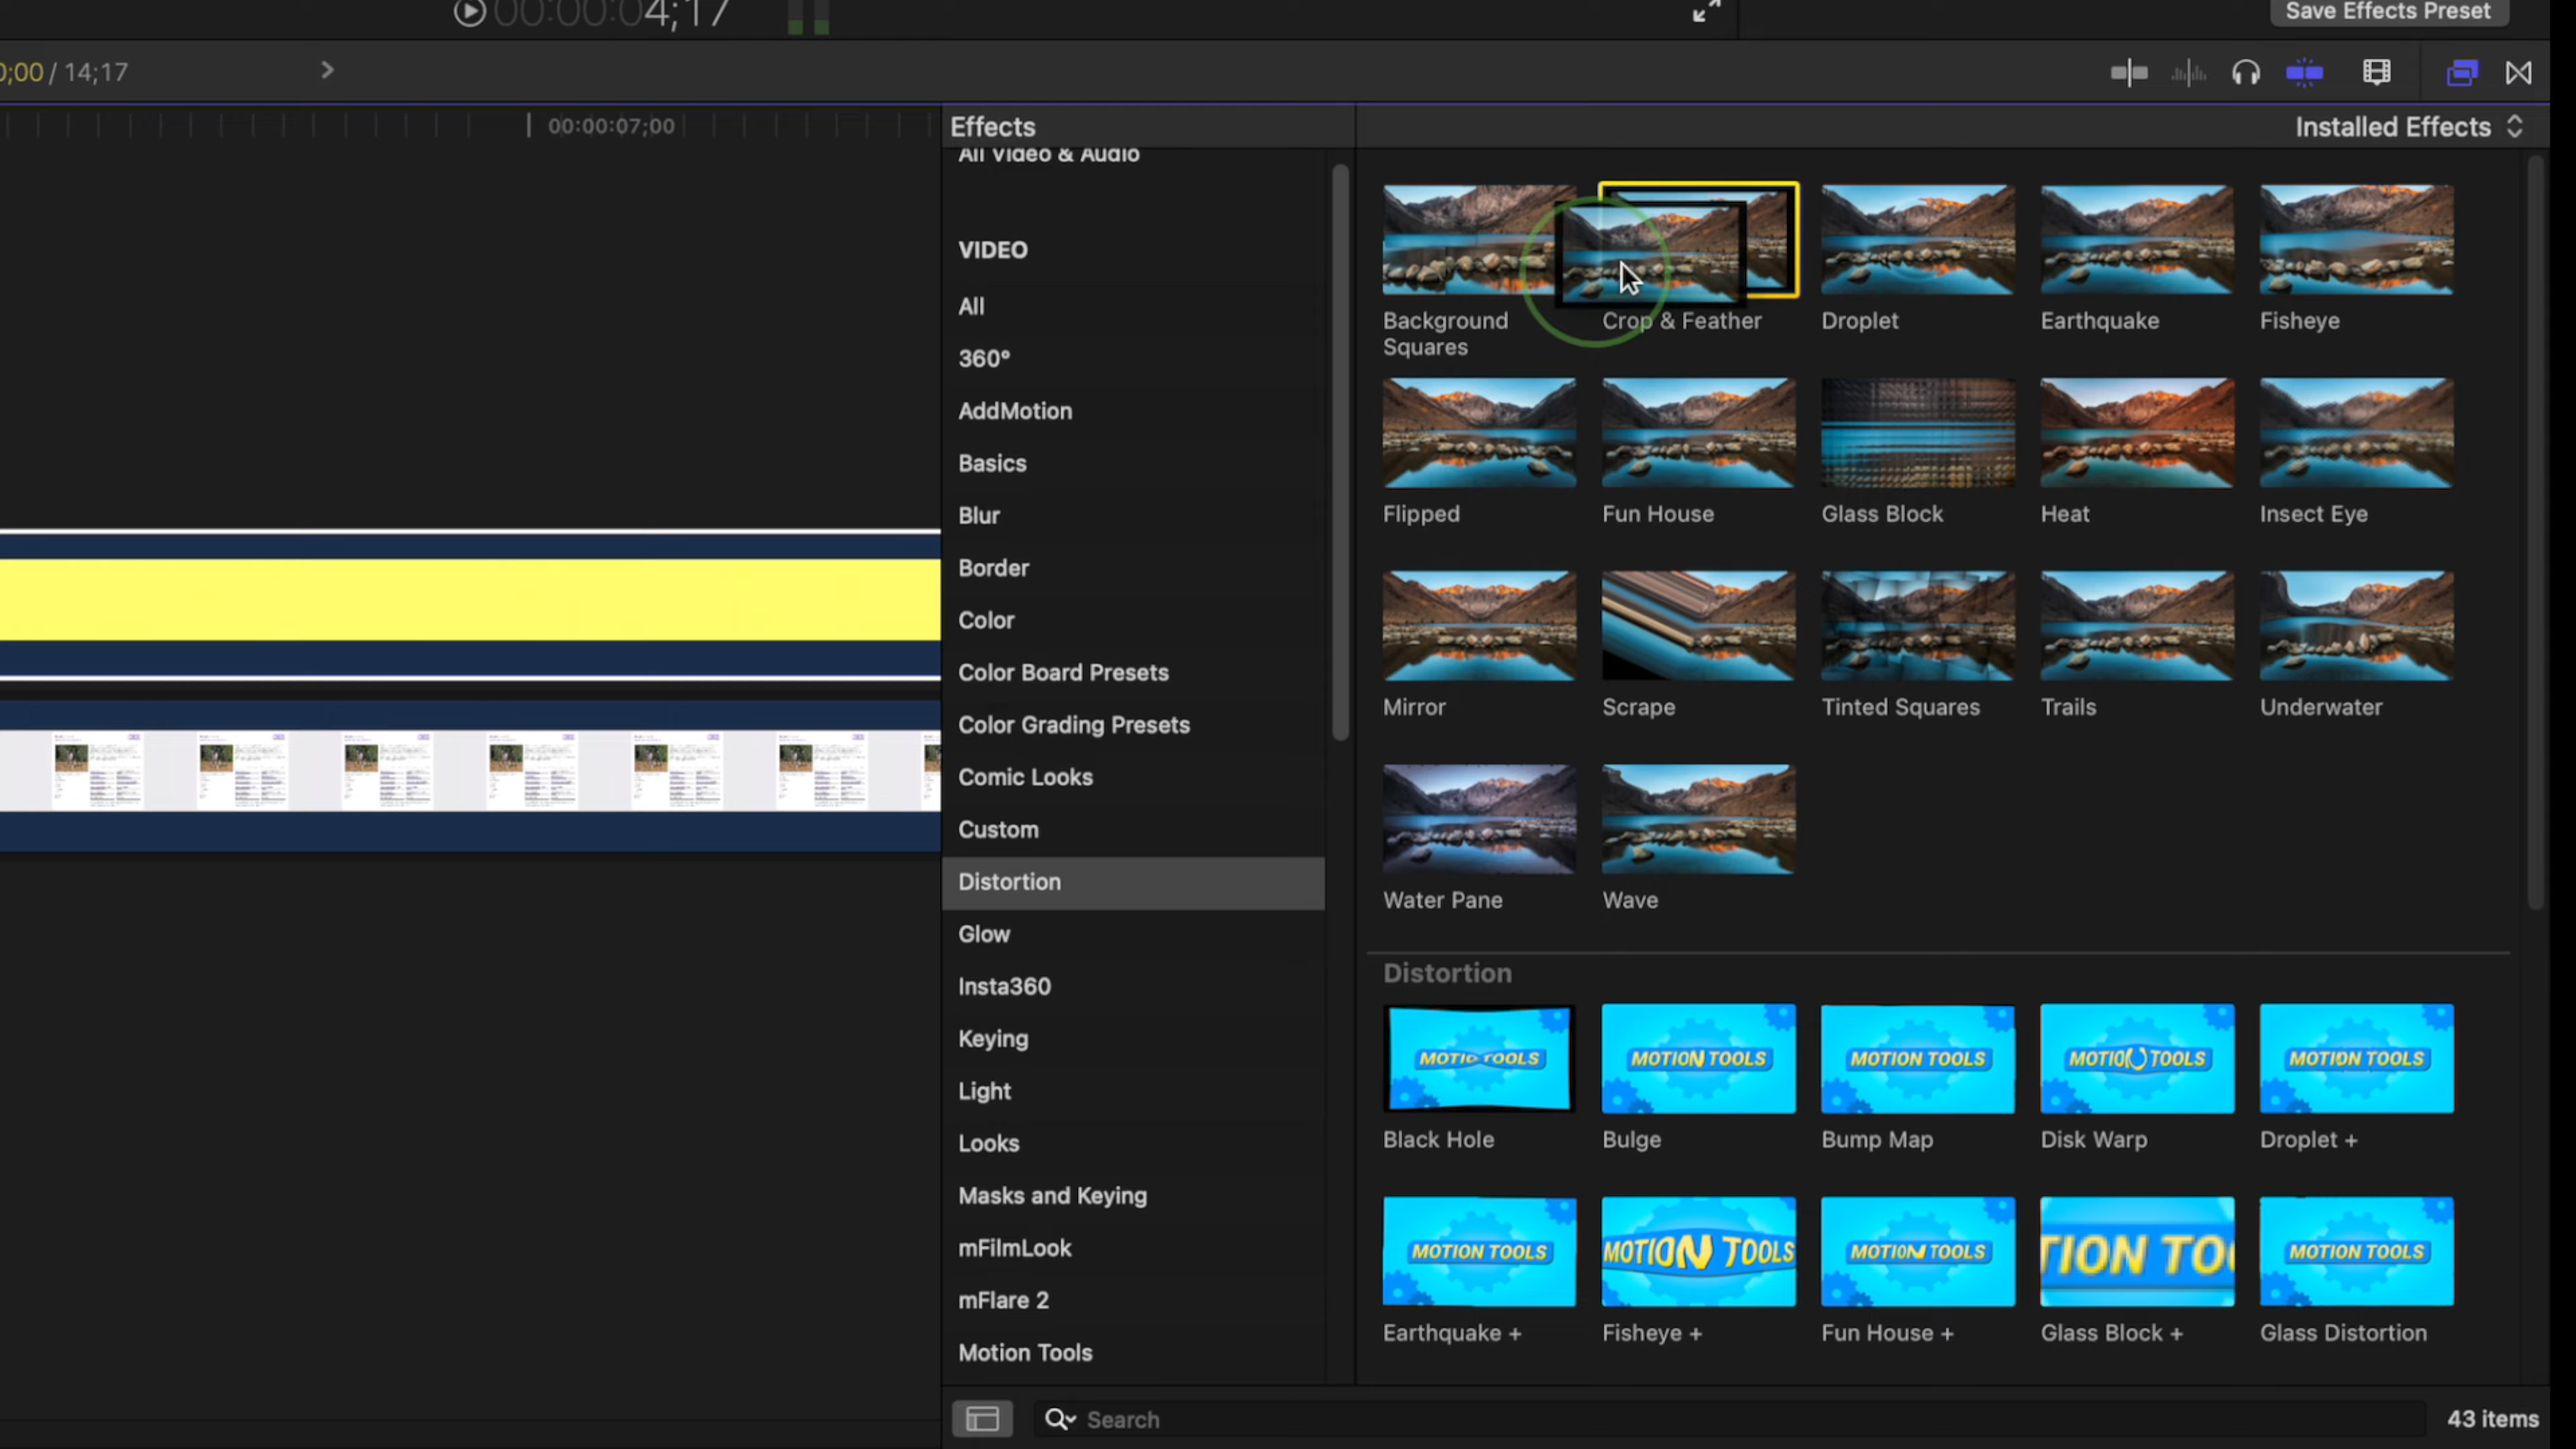 00:00:04;17
Save Effects Preset
0;00 / 14;17
00:00:07;00
Effects
Installed Effects
All Video & Audio
VIDEO
All
360°
AddMotion
Basics
Blur
Border
Color
Color Board Presets
Color Grading Presets
Comic Looks
Custom
Distortion
Glow
Insta360
Keying
Light
Looks
Masks and Keying
mFilmLook
mFlare 2
Motion Tools
Background
Squares
Crop & Feather
Droplet
Earthquake
Fisheye
Flipped
Fun House
Glass Block
Heat
Insect Eye
Mirror
Scrape
Tinted Squares
Trails
Underwater
Water Pane
Wave
Distortion
MOTION TOOLS
MOTION TOOLS
MOTION TOOLS
MOTION TOOLS
MOTION TOOLS
Black Hole
Bulge
Bump Map
Disk Warp
Droplet +
MOTION TOOLS
MOTION TOOLS
MOTION TOOLS
TION TOO
MOTION TOOLS
Earthquake +
Fisheye +
Fun House +
Glass Block +
Glass Distortion
Search
43 items